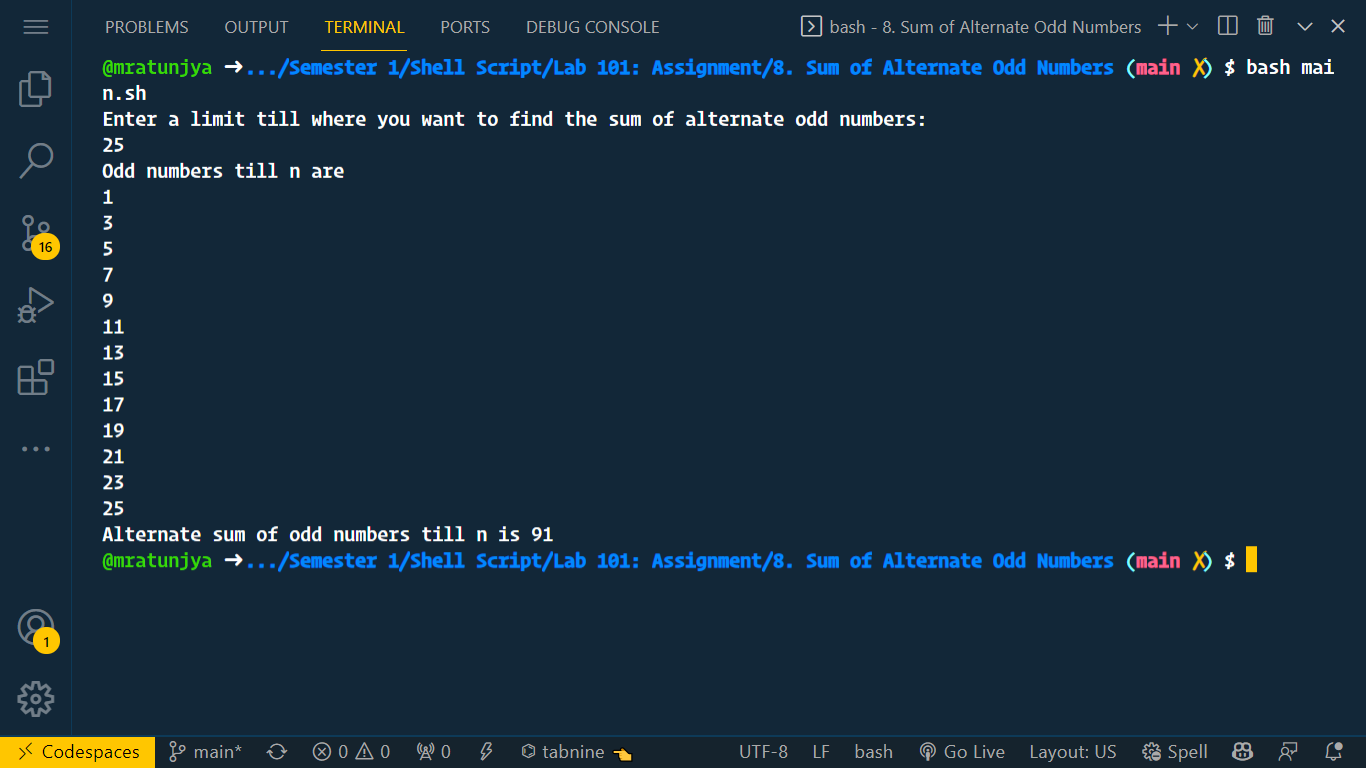 PROBLEMS OUTPUT TERMINAL PORTS DEBUG CONSOLE bash - 8. Sum of Alternate Odd Numbers
@mratunjya ➜.../Semester 1/Shell Script/Lab 101: Assignment/8. Sum of Alternate Odd Numbers (main ✗) $ bash mai
n.sh
Enter a limit till where you want to find the sum of alternate odd numbers:
25
Odd numbers till n are
1
3
5
7
9
11
13
15
17
19
21
23
25
Alternate sum of odd numbers till n is 91
@mratunjya ➜.../Semester 1/Shell Script/Lab 101: Assignment/8. Sum of Alternate Odd Numbers (main ✗) $
16
1
Codespaces main* 0 0 0 tabnine UTF-8 LF bash Go Live Layout: US Spell